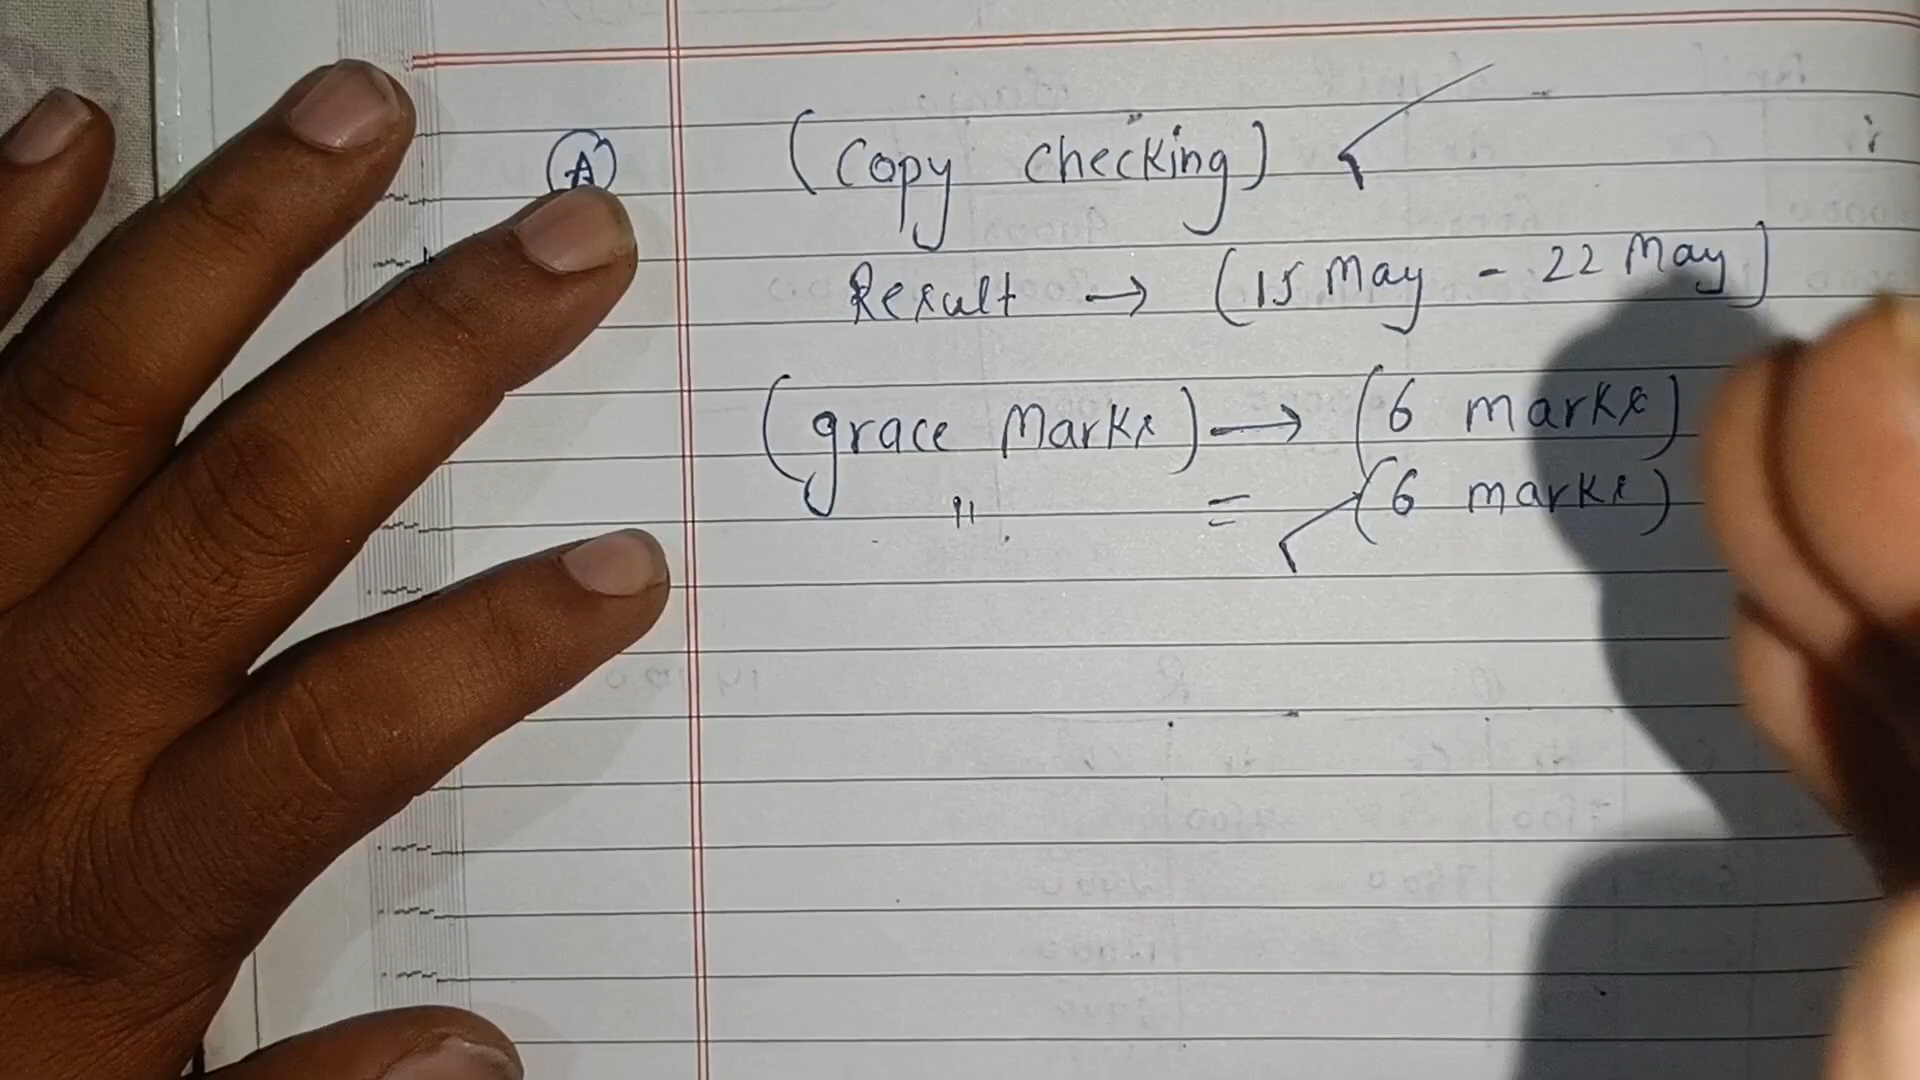 A (Copy checking)
Result → (15 May - 22 May)
(grace Marks) → (6 marks)
" = (6 marks)